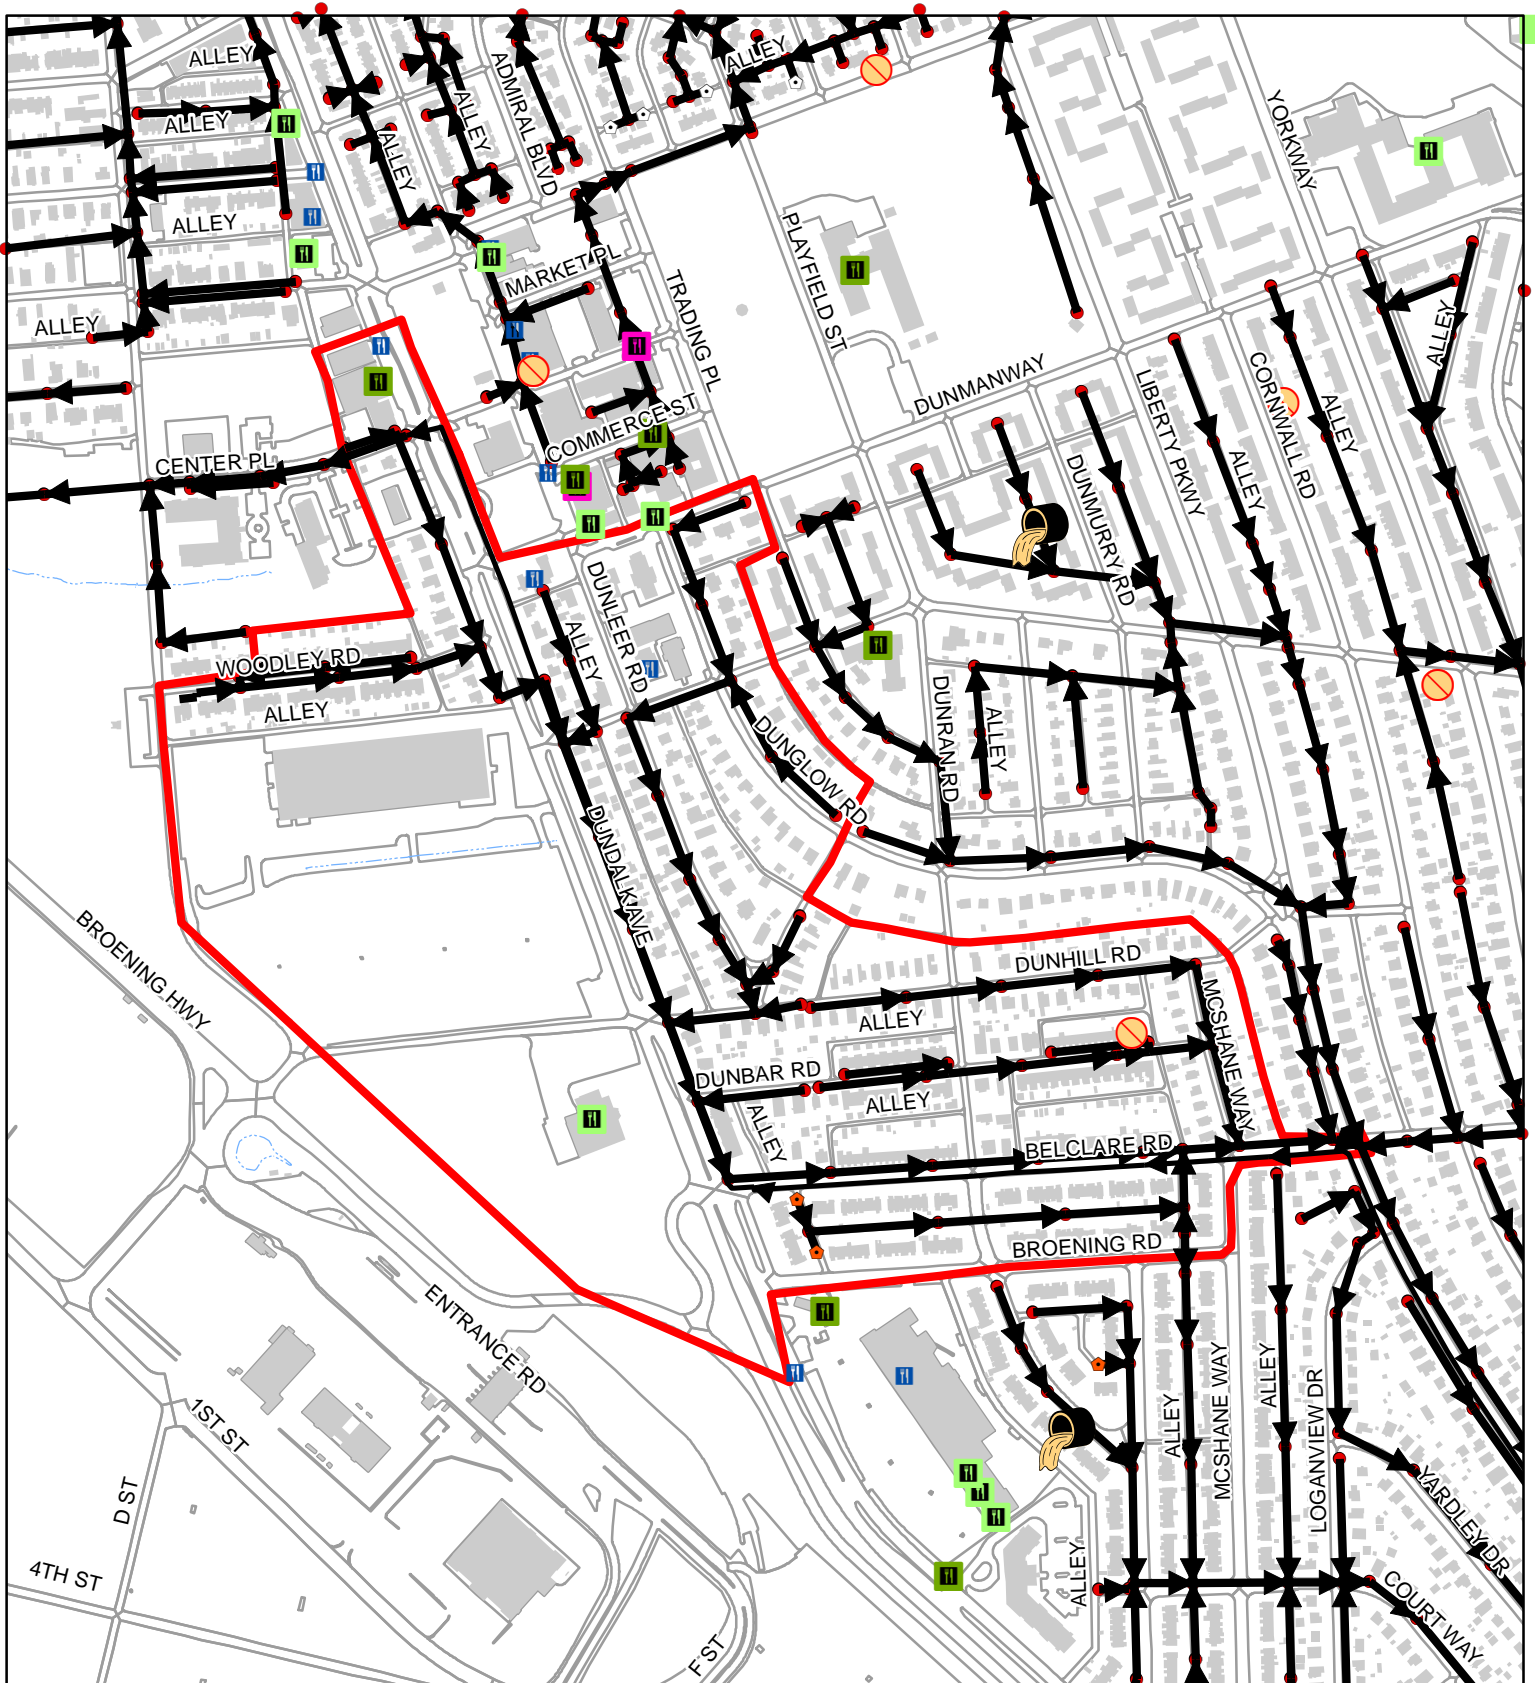 ALLEY
ALLEY
ADMIRAL BLVD
ALLEY
YORKWAY
ALLEY
ALLEY
ALLEY
ALLEY
PLAYFIELD ST
MARKET PL
TRADING PL
ALLEY
ALLEY
DUNMANWAY
LIBERTY PKWY
CORNWALL RD
ALLEY
COMMERCE ST
CENTER PL
DUNMURRY RD
ALLEY
DUNLEER RD
ALLEY
WOODLEY RD
ALLEY
DUNGLOW RD
DUNRAN RD
ALLEY
DUNDALK AVE
BROENING HWY
DUNHILL RD
MCSHANE WAY
ALLEY
DUNBAR RD
ALLEY
ALLEY
BELCLARE RD
BROENING RD
ENTRANCE RD
1ST ST
ALLEY
MCSHANE WAY
ALLEY
LOGANVIEW DR
YARDLEY DR
D ST
4TH ST
ALLEY
COURT WAY
F ST